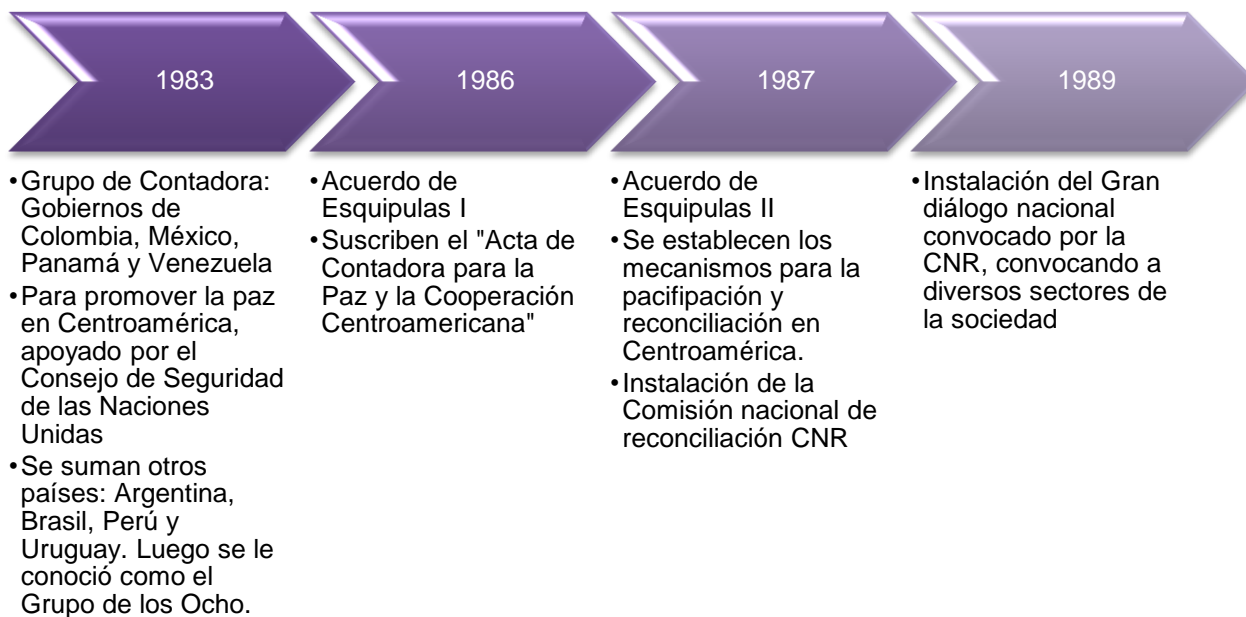 1983
•Grupo de Contadora:
Gobiernos de
Colombia, México,
Panamá y Venezuela
•Para promover la paz
en Centroamérica,
apoyado por el
Consejo de Seguridad
de las Naciones
Unidas
•Se suman otros
países: Argentina,
Brasil, Perú y
Uruguay. Luego se le
conoció como el
Grupo de los Ocho.
1986
•Acuerdo de
Esquipulas I
•Suscriben el "Acta de
Contadora para la
Paz y la Cooperación
Centroamericana"
1987
•Acuerdo de
Esquipulas II
•Se establecen los
mecanismos para la
pacifipación y
reconciliación en
Centroamérica.
•Instalación de la
Comisión nacional de
reconciliación CNR
1989
•Instalación del Gran
diálogo nacional
convocado por la
CNR, convocando a
diversos sectores de
la sociedad